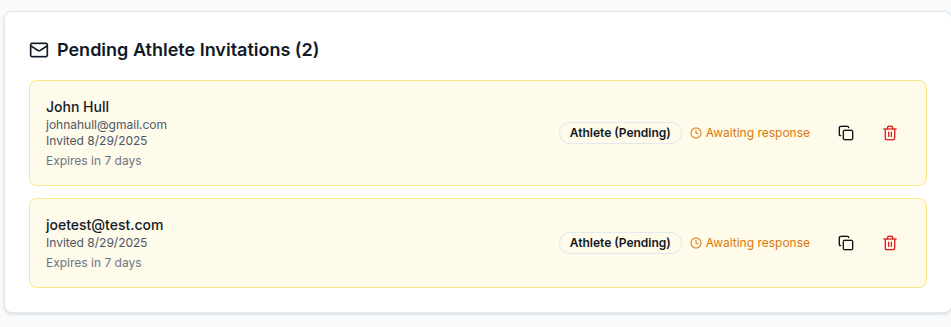 Pending Athlete Invitations (2)
John Hull
johnahull@gmail.com
Invited 8/29/2025
Expires in 7 days
Athlete (Pending) Awaiting response
joetest@test.com
Invited 8/29/2025
Expires in 7 days
Athlete (Pending) Awaiting response